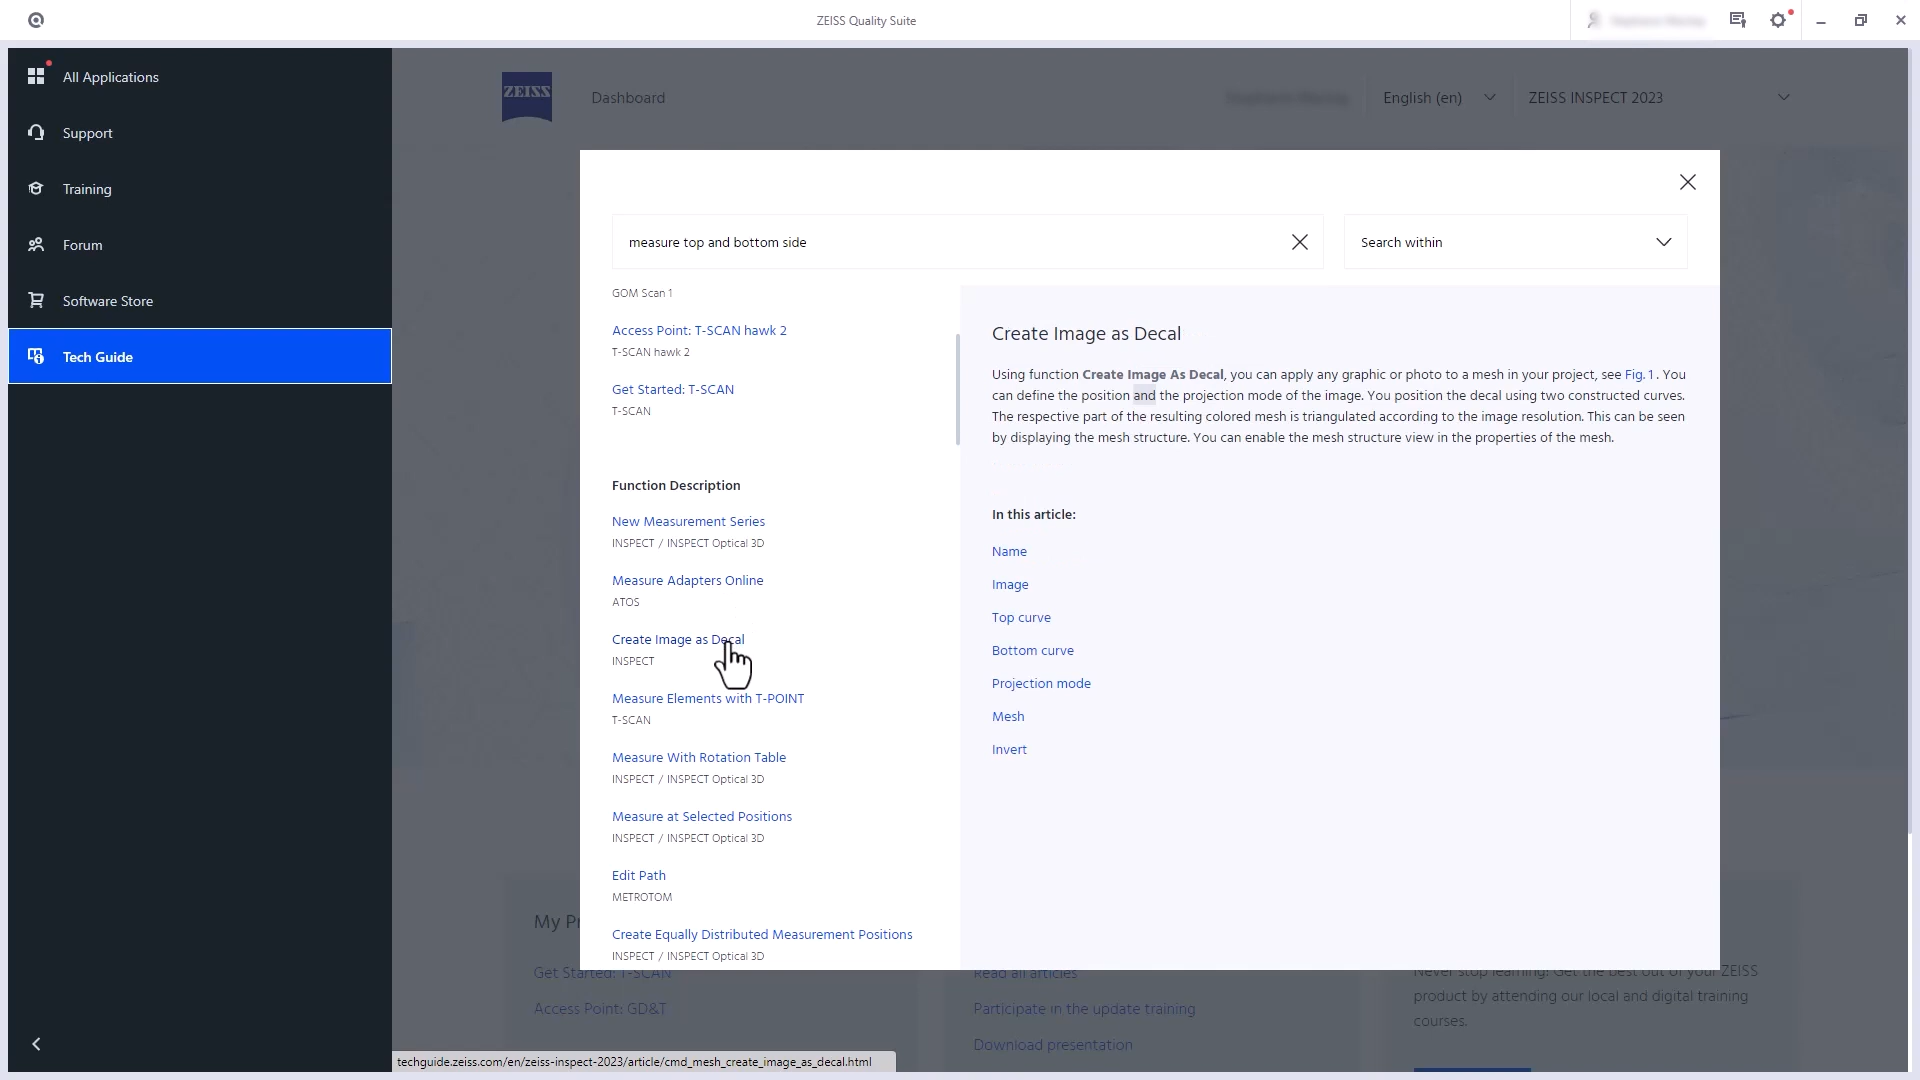 ZEISS Quality Suite
All Applications
Support
Training
Forum
Software Store
Tech Guide
ZEISS
Dashboard
English (en)
ZEISS INSPECT 2023
measure top and bottom side
Search within
GOM Scan 1
Access Point: T-SCAN hawk 2
T-SCAN hawk 2
Get Started: T-SCAN
T-SCAN
Function Description
New Measurement Series
INSPECT / INSPECT Optical 3D
Measure Adapters Online
ATOS
Create Image as Decal
INSPECT
Measure Elements with T-POINT
T-SCAN
Measure With Rotation Table
INSPECT / INSPECT Optical 3D
Measure at Selected Positions
INSPECT / INSPECT Optical 3D
Edit Path
METROTOM
Create Equally Distributed Measurement Positions
INSPECT / INSPECT Optical 3D
Create Image as Decal
Using function Create Image As Decal, you can apply any graphic or photo to a mesh in your project, see Fig. 1. You
can define the position and the projection mode of the image. You position the decal using two constructed curves.
The respective part of the resulting colored mesh is triangulated according to the image resolution. This can be seen
by displaying the mesh structure. You can enable the mesh structure view in the properties of the mesh.
In this article:
Name
Image
Top curve
Bottom curve
Projection mode
Mesh
Invert
My Pr
Get Started: T-SCAN
Access Point: GD&T
Read all articles
Participate in the update training
Download presentation
Never stop learning! Get the best out of your ZEISS
product by attending our local and digital training
courses.
techguide.zeiss.com/en/zeiss-inspect-2023/article/cmd_mesh_create_image_as_decal.html